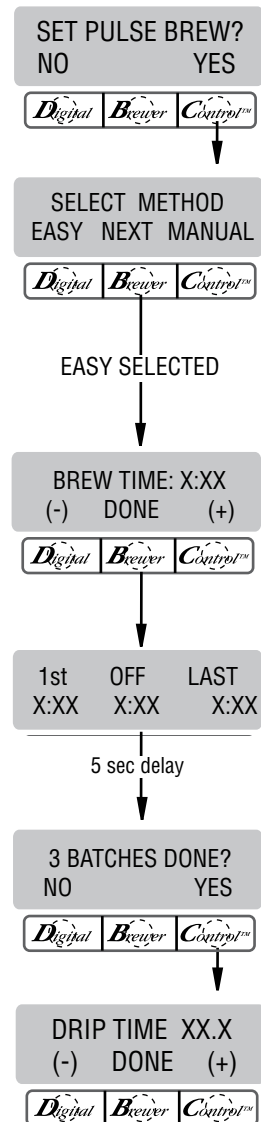 SET PULSE BREW?
NO YES
Digital Brewer Control™
SELECT METHOD
EASY NEXT MANUAL
Digital Brewer Control™
EASY SELECTED
BREW TIME: X:XX
(-) DONE (+)
Digital Brewer Control™
1st OFF LAST
X:XX X:XX X:XX
5 sec delay
3 BATCHES DONE?
NO YES
Digital Brewer Control™
DRIP TIME XX.X
(-) DONE (+)
Digital Brewer Control™